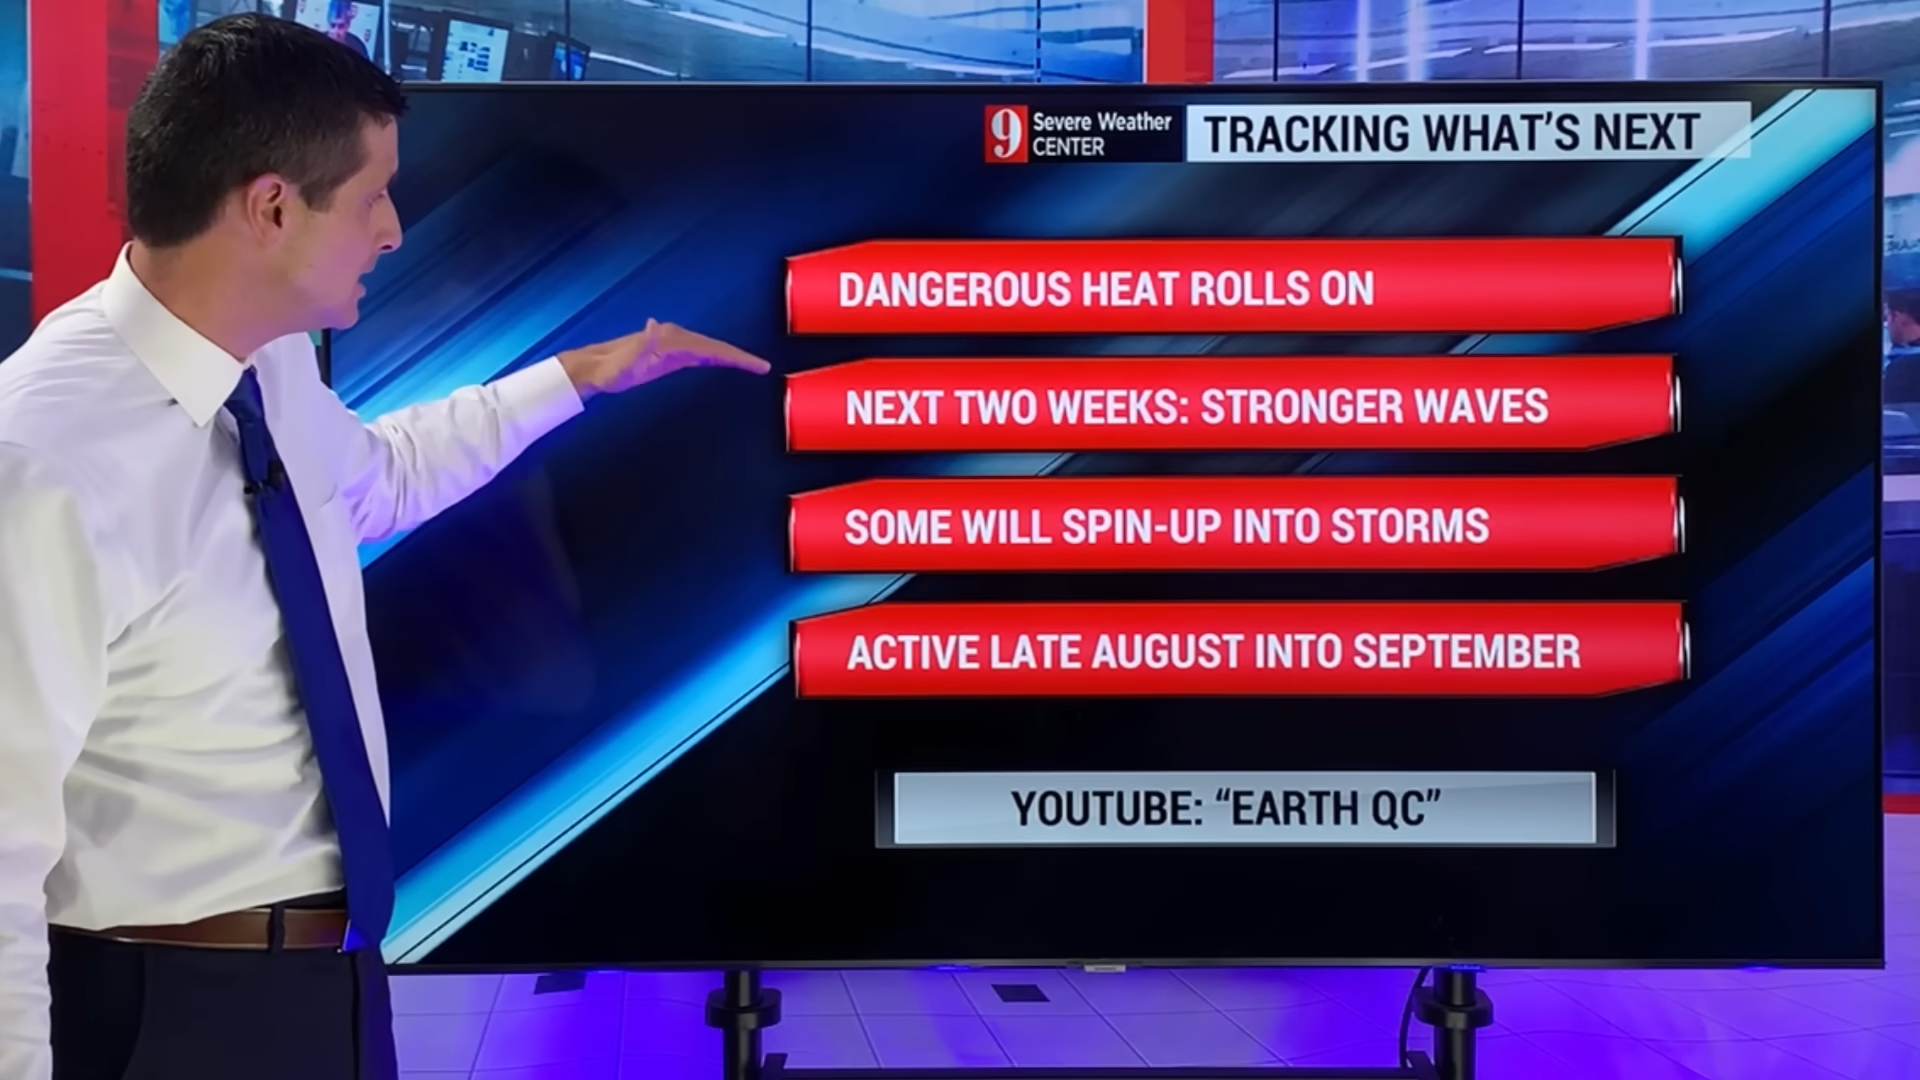 9 Severe Weather
CENTER
TRACKING WHAT'S NEXT
DANGEROUS HEAT ROLLS ON
NEXT TWO WEEKS: STRONGER WAVES
SOME WILL SPIN-UP INTO STORMS
ACTIVE LATE AUGUST INTO SEPTEMBER
YOUTUBE: “EARTH QC”